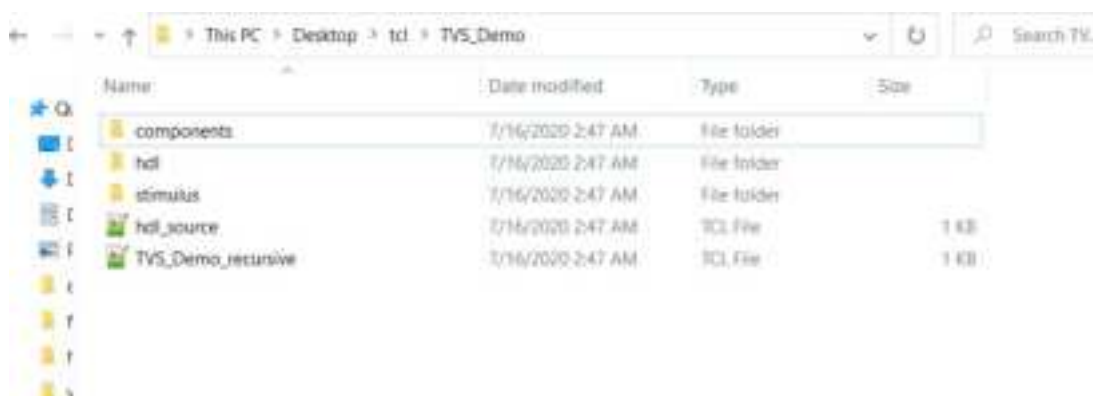 This PC > Desktop > tcl > TVS_Demo Search TV.
Name Date modified Type Size
components 7/16/2020 2:47 AM File folder
hdl 7/16/2020 2:47 AM File folder
stimulus 7/16/2020 2:47 AM File folder
hdl_source 7/16/2020 2:47 AM TCL File 1 KB
TVS_Demo_recursive 7/16/2020 2:47 AM TCL File 1 KB